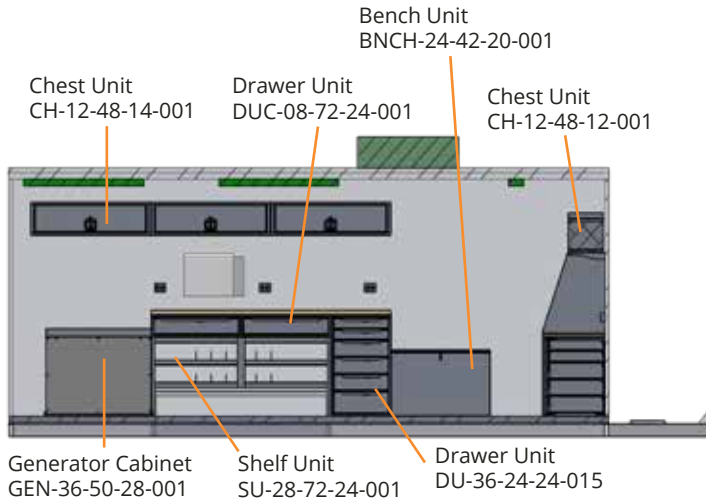 Bench Unit
BNCH-24-42-20-001
Chest Unit
CH-12-48-14-001
Drawer Unit
DUC-08-72-24-001
Chest Unit
CH-12-48-12-001
Generator Cabinet
GEN-36-50-28-001
Shelf Unit
SU-28-72-24-001
Drawer Unit
DU-36-24-24-015